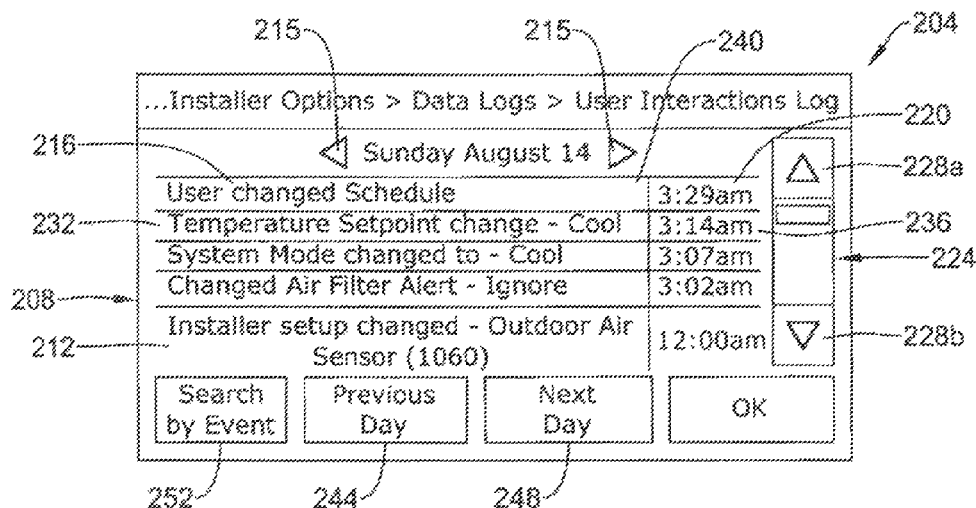 215
215
240
204
...Installer Options > Data Logs > User Interactions Log
220
216
Sunday August 14
228a
User changed Schedule 3:29am
232
Temperature Setpoint change - Cool 3:14am
236
System Mode changed to - Cool 3:07am
224
Changed Air Filter Alert - Ignore 3:02am
208
Installer setup changed - Outdoor Air
Sensor (1060) 12:00am
212
228b
Search
by Event
Previous
Day
Next
Day
OK
252
244
248